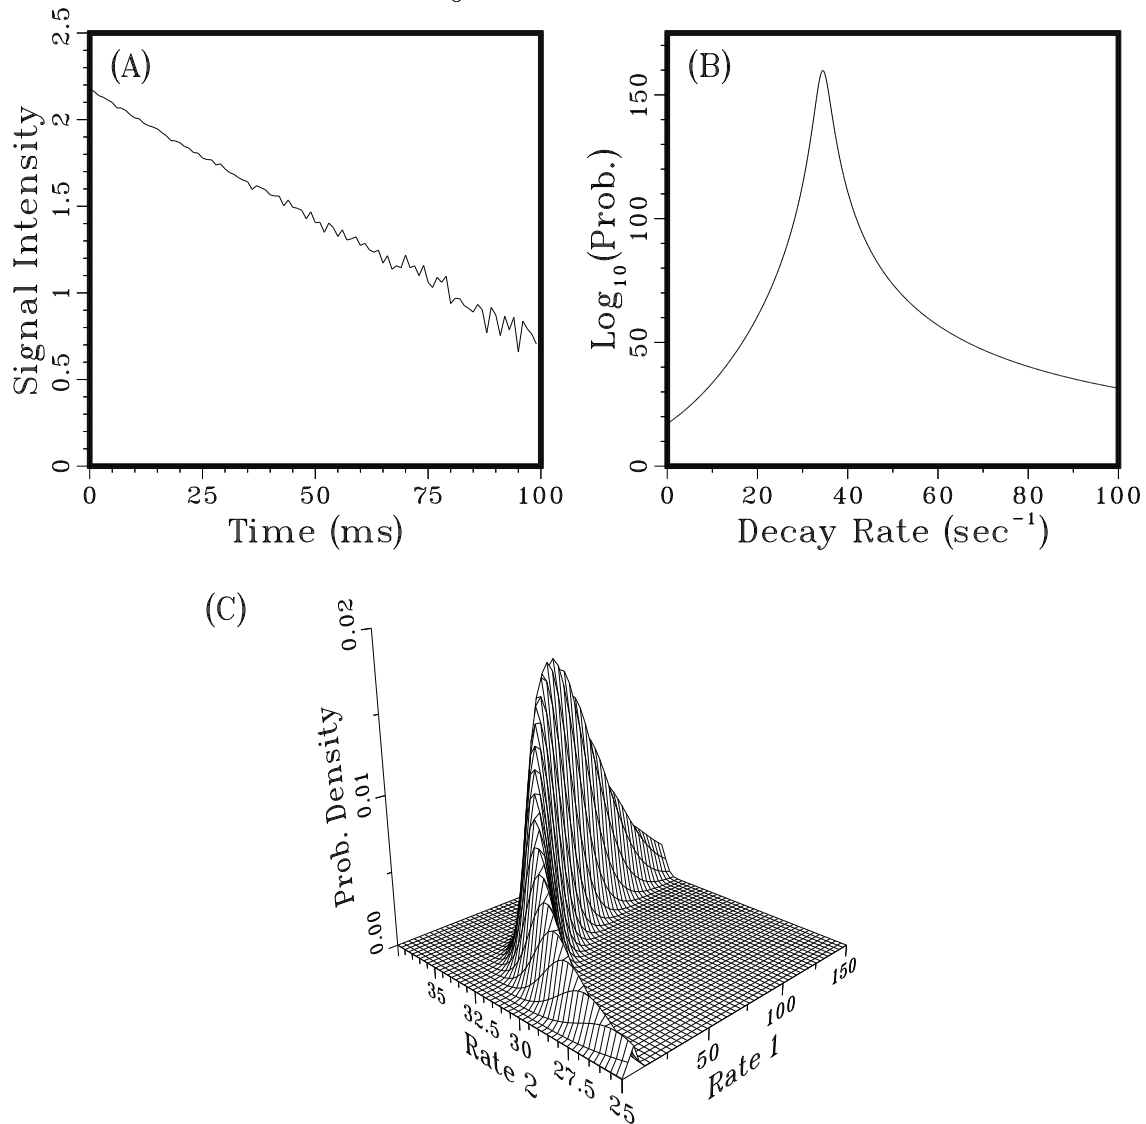 (A)
Signal Intensity
2.5
2
1.5
1
0.5
0
0 25 50 75 100
Time (ms)
(B)
Log10(Prob.)
150
100
50
0
0 20 40 60 80 100
Decay Rate (sec−1)
(C)
Prob. Density
0.02
0.01
0.00
35 32.5 30 27.5 25
Rate 2
50 100 150
Rate 1